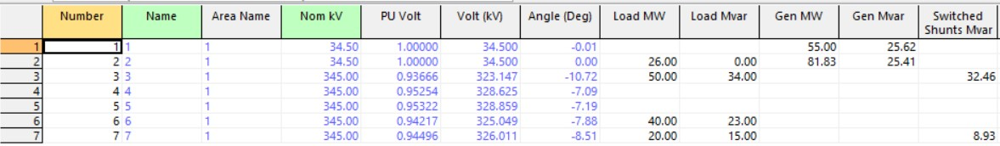 Number Name Area Name Nom kV PU Volt Volt (kV) Angle (Deg) Load MW Load Mvar Gen MW Gen Mvar Switched Shunts Mvar
1 1 1 1 34.50 1.00000 34.500 -0.01 55.00 25.62
2 2 2 1 34.50 1.00000 34.500 0.00 26.00 0.00 81.83 25.41
3 3 3 1 345.00 0.93666 323.147 -10.72 50.00 34.00 32.46
4 4 4 1 345.00 0.95254 328.625 -7.09
5 5 5 1 345.00 0.95322 328.859 -7.19
6 6 6 1 345.00 0.94217 325.049 -7.88 40.00 23.00
7 7 7 1 345.00 0.94496 326.011 -8.51 20.00 15.00 8.93